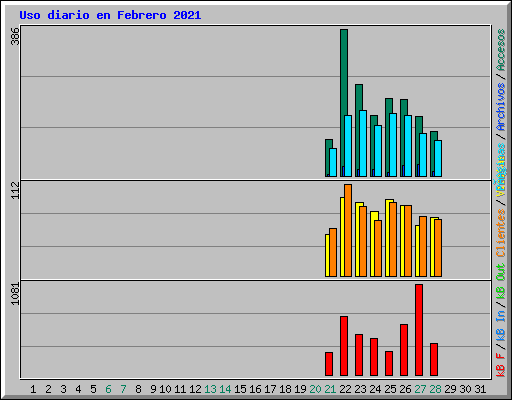 Uso diario en Febrero 2021
386
112
1081
Accesos / Archivos /
Clientes /
kB F / kB In / kB Out
1 2 3 4 5 6 7 8 9 10 11 12 13 14 15 16 17 18 19 20 21 22 23 24 25 26 27 28 29 30 31